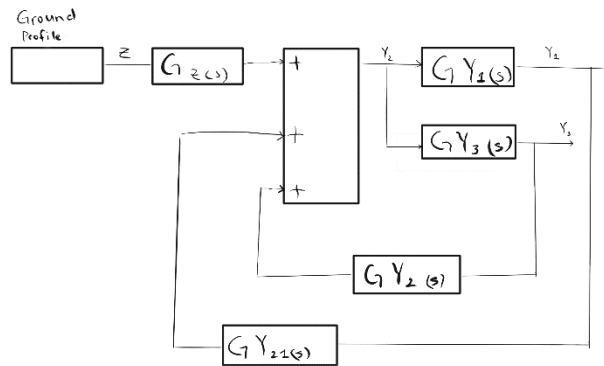 Ground
Profile
Z
G z(s)
+
Y2
G Y1(s)
Y1
+
G Y3 (s)
Y3
+
G Y2 (s)
G Y21(s)